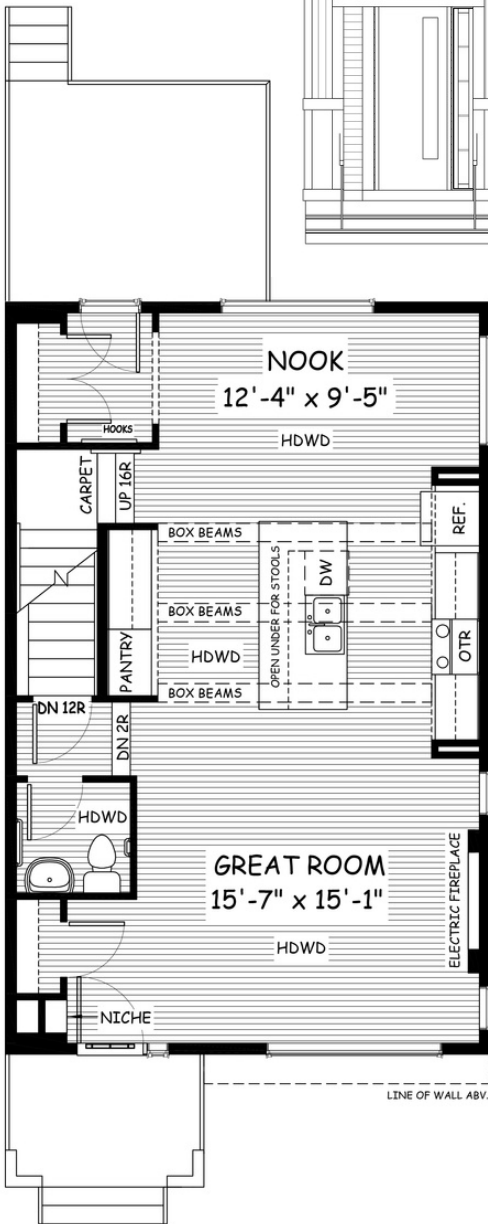 NOOK
12'-4" x 9'-5"
HOOKS
HDWD
CARPET
UP 16R
REF.
BOX BEAMS
OPEN UNDER FOR STOOLS
DW
BOX BEAMS
PANTRY
HDWD
OTR
BOX BEAMS
DN 12R
DN 2R
HDWD
GREAT ROOM
15'-7" x 15'-1"
ELECTRIC FIREPLACE
HDWD
NICHE
LINE OF WALL ABV.